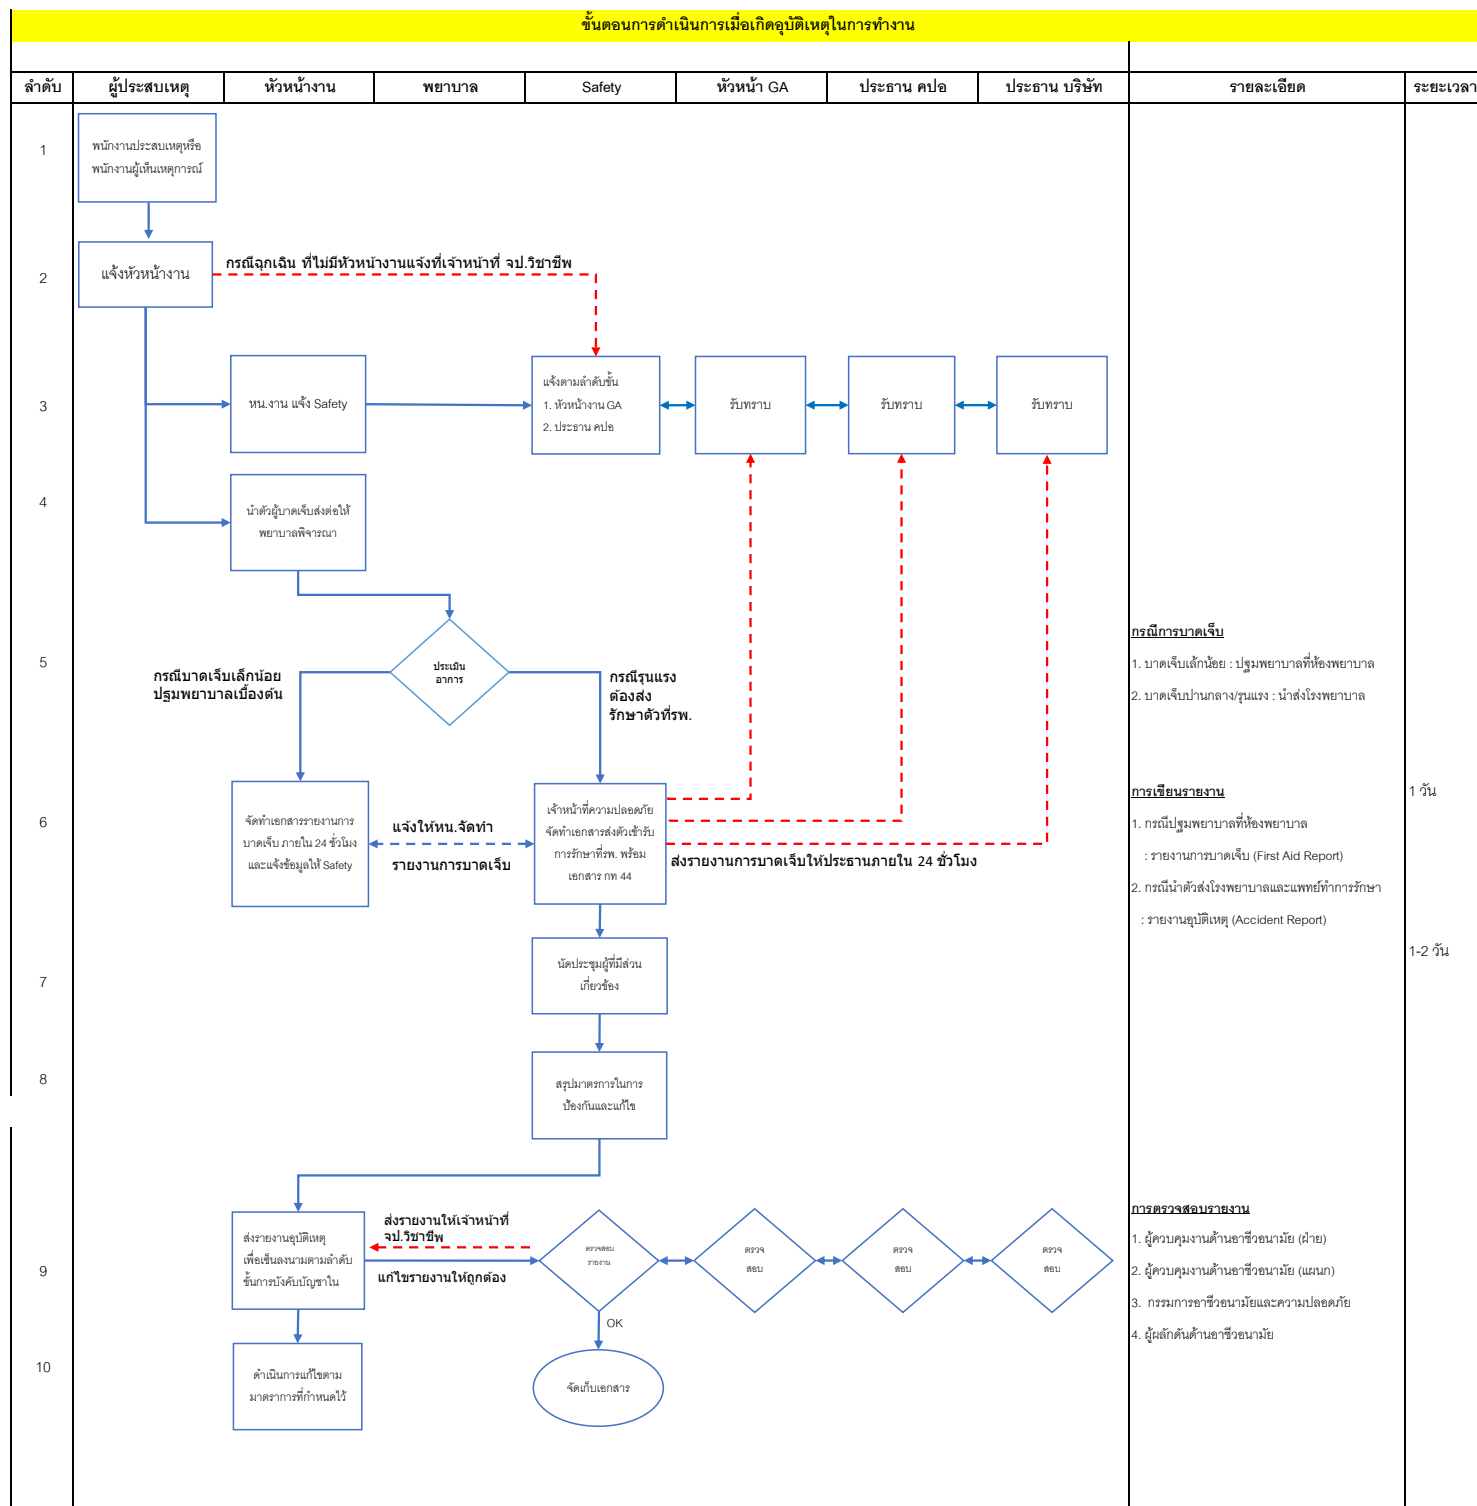 ขั้นตอนการดำเนินการเมื่อเกิดอุบัติเหตุในการทำงาน
ลำดับ
ผู้ประสบเหตุ
หัวหน้างาน
พยาบาล
Safety
หัวหน้า GA
ประธาน คปอ
ประธาน บริษัท
รายละเอียด
ระยะเวลา
1
พนักงานประสบเหตุหรือ
พนักงานผู้เห็นเหตุการณ์
2
แจ้งหัวหน้างาน
กรณีฉุกเฉิน ที่ไม่มีหัวหน้างานแจ้งที่เจ้าหน้าที่ จป.วิชาชีพ
3
หน.งาน แจ้ง Safety
แจ้งตามลำดับชั้น
1. หัวหน้างาน GA
2. ประธาน คปอ
รับทราบ
รับทราบ
รับทราบ
4
นำตัวผู้บาดเจ็บส่งต่อให้
พยาบาลพิจารณา
5
ประเมิน
อาการ
กรณีบาดเจ็บเล็กน้อย
ปฐมพยาบาลเบื้องต้น
กรณีรุนแรง
ต้องส่ง
รักษาตัวที่รพ.
กรณีการบาดเจ็บ
1. บาดเจ็บเล็กน้อย : ปฐมพยาบาลที่ห้องพยาบาล
2. บาดเจ็บปานกลาง/รุนแรง : นำส่งโรงพยาบาล
6
จัดทำเอกสารรายงานการ
บาดเจ็บ ภายใน 24 ชั่วโมง
และแจ้งข้อมูลให้ Safety
แจ้งให้หน.จัดทำ
รายงานการบาดเจ็บ
เจ้าหน้าที่ความปลอดภัย
จัดทำเอกสารส่งตัวเข้ารับ
การรักษาที่รพ. พร้อม
เอกสาร กท 44
ส่งรายงานการบาดเจ็บให้ประธานภายใน 24 ชั่วโมง
การเขียนรายงาน
1 วัน
1. กรณีปฐมพยาบาลที่ห้องพยาบาล
: รายงานการบาดเจ็บ (First Aid Report)
2. กรณีนำตัวส่งโรงพยาบาลและแพทย์ทำการรักษา
: รายงานอุบัติเหตุ (Accident Report)
1-2 วัน
7
นัดประชุมผู้ที่มีส่วน
เกี่ยวข้อง
8
สรุปมาตรการในการ
ป้องกันและแก้ไข
9
ส่งรายงานอุบัติเหตุ
เพื่อเซ็นลงนามตามลำดับ
ชั้นการบังคับบัญชาใน
ส่งรายงานให้เจ้าหน้าที่
จป.วิชาชีพ
แก้ไขรายงานให้ถูกต้อง
ตรวจสอบ
รายงาน
ตรวจ
สอบ
ตรวจ
สอบ
ตรวจ
สอบ
OK
การตรวจสอบรายงาน
1. ผู้ควบคุมงานด้านอาชีวอนามัย (ฝ่าย)
2. ผู้ควบคุมงานด้านอาชีวอนามัย (แผนก)
3. กรรมการอาชีวอนามัยและความปลอดภัย
4. ผู้ผลักดันด้านอาชีวอนามัย
10
ดำเนินการแก้ไขตาม
มาตราการที่กำหนดไว้
จัดเก็บเอกสาร